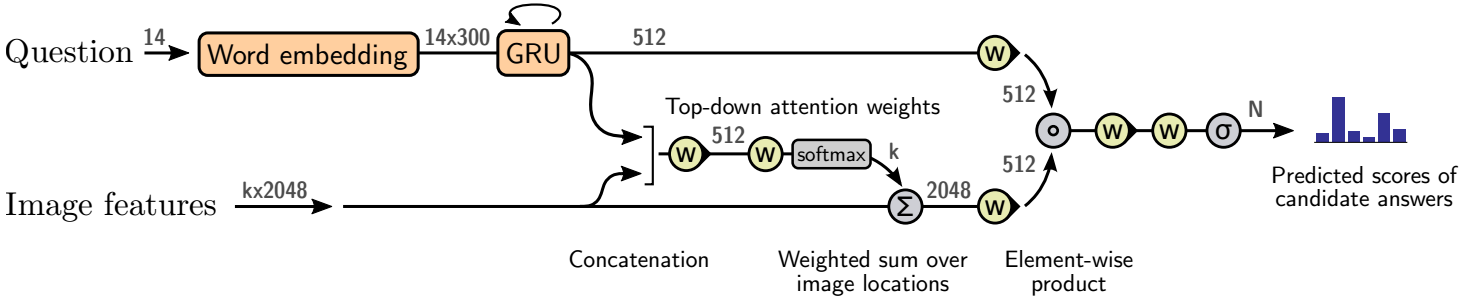 Question
14
Word embedding
14x300
GRU
512
w
512
N
Top-down attention weights
w
512
w
softmax
k
w
w
σ
512
Image features
kx2048
Σ
2048
w
Predicted scores of
candidate answers
Concatenation
Weighted sum over
image locations
Element-wise
product